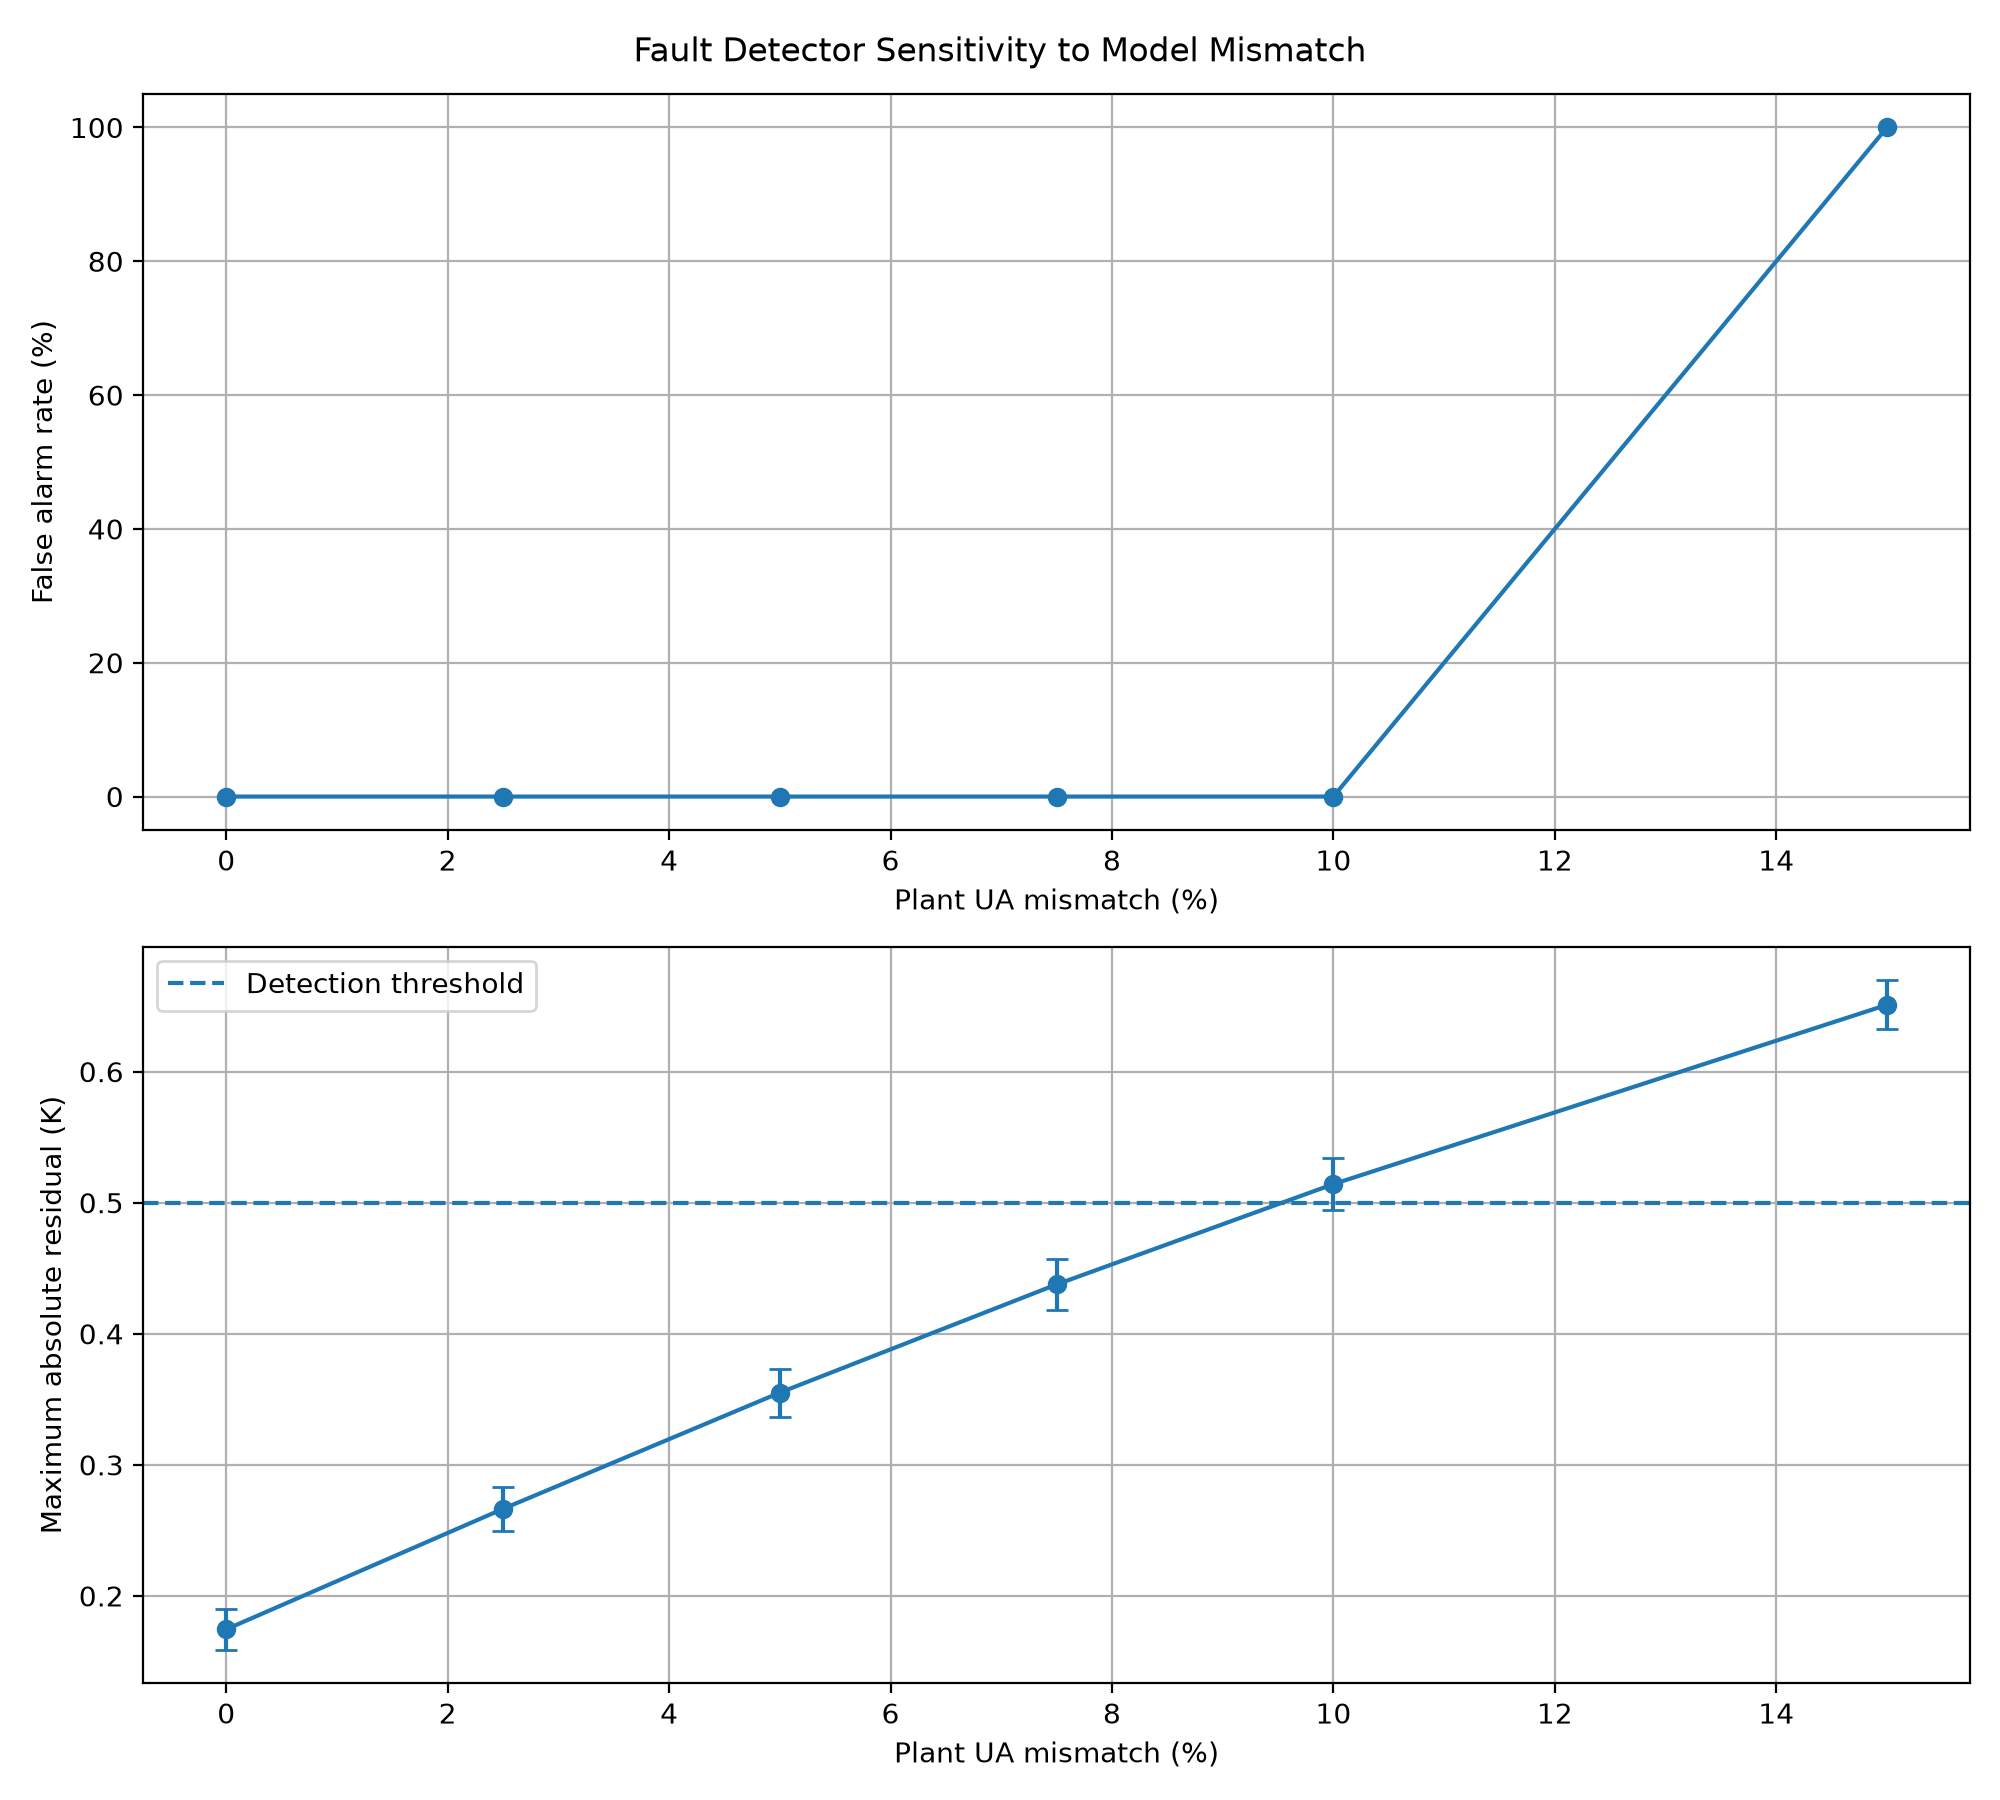 Fault Detector Sensitivity to Model Mismatch
100
80
60
40
20
0
False alarm rate (%)
0 2 4 6 8 10 12 14
Plant UA mismatch (%)
Detection threshold
0.6
0.5
0.4
0.3
0.2
Maximum absolute residual (K)
0 2 4 6 8 10 12 14
Plant UA mismatch (%)